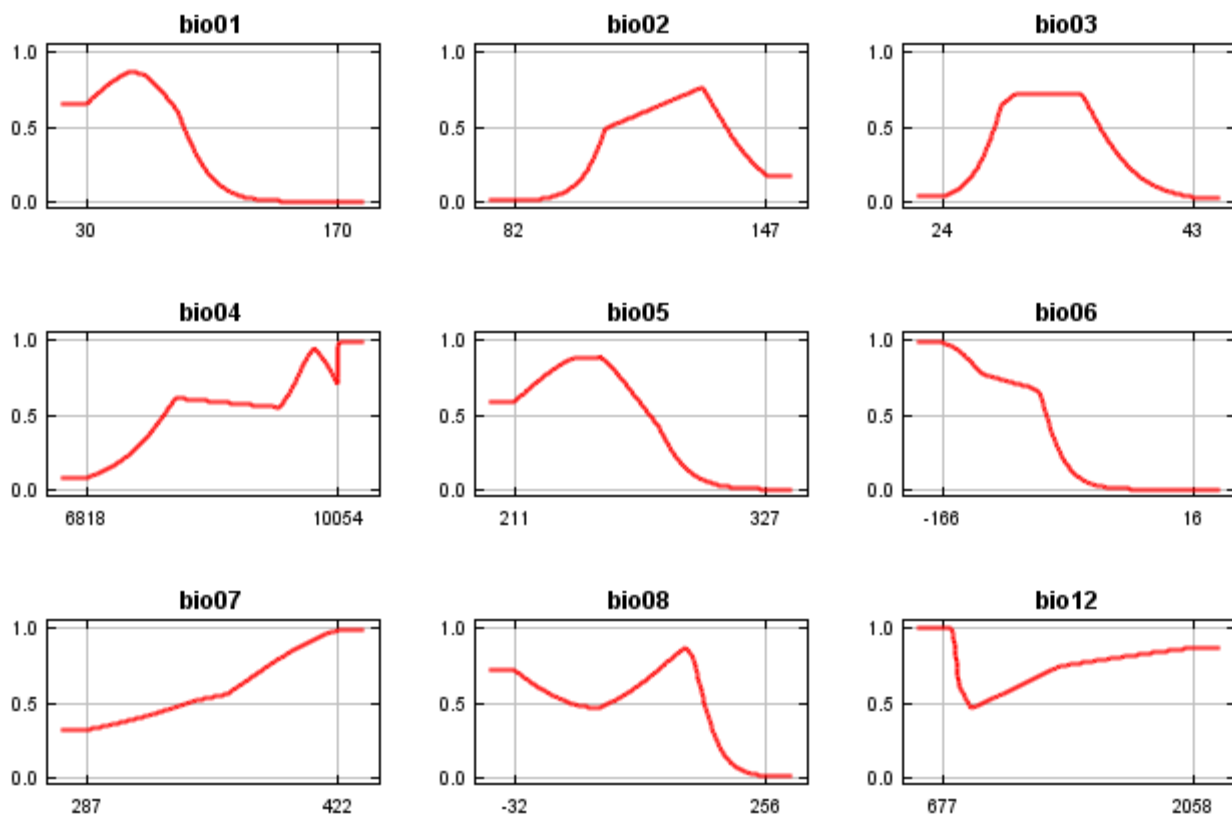 bio01 bio02 bio03
1.0 1.0 1.0
0.5 0.5 0.5
0.0 0.0 0.0
30 170 82 147 24 43
bio04 bio05 bio06
1.0 1.0 1.0
0.5 0.5 0.5
0.0 0.0 0.0
6818 10054 211 327 -166 16
bio07 bio08 bio12
1.0 1.0 1.0
0.5 0.5 0.5
0.0 0.0 0.0
287 422 -32 256 677 2058